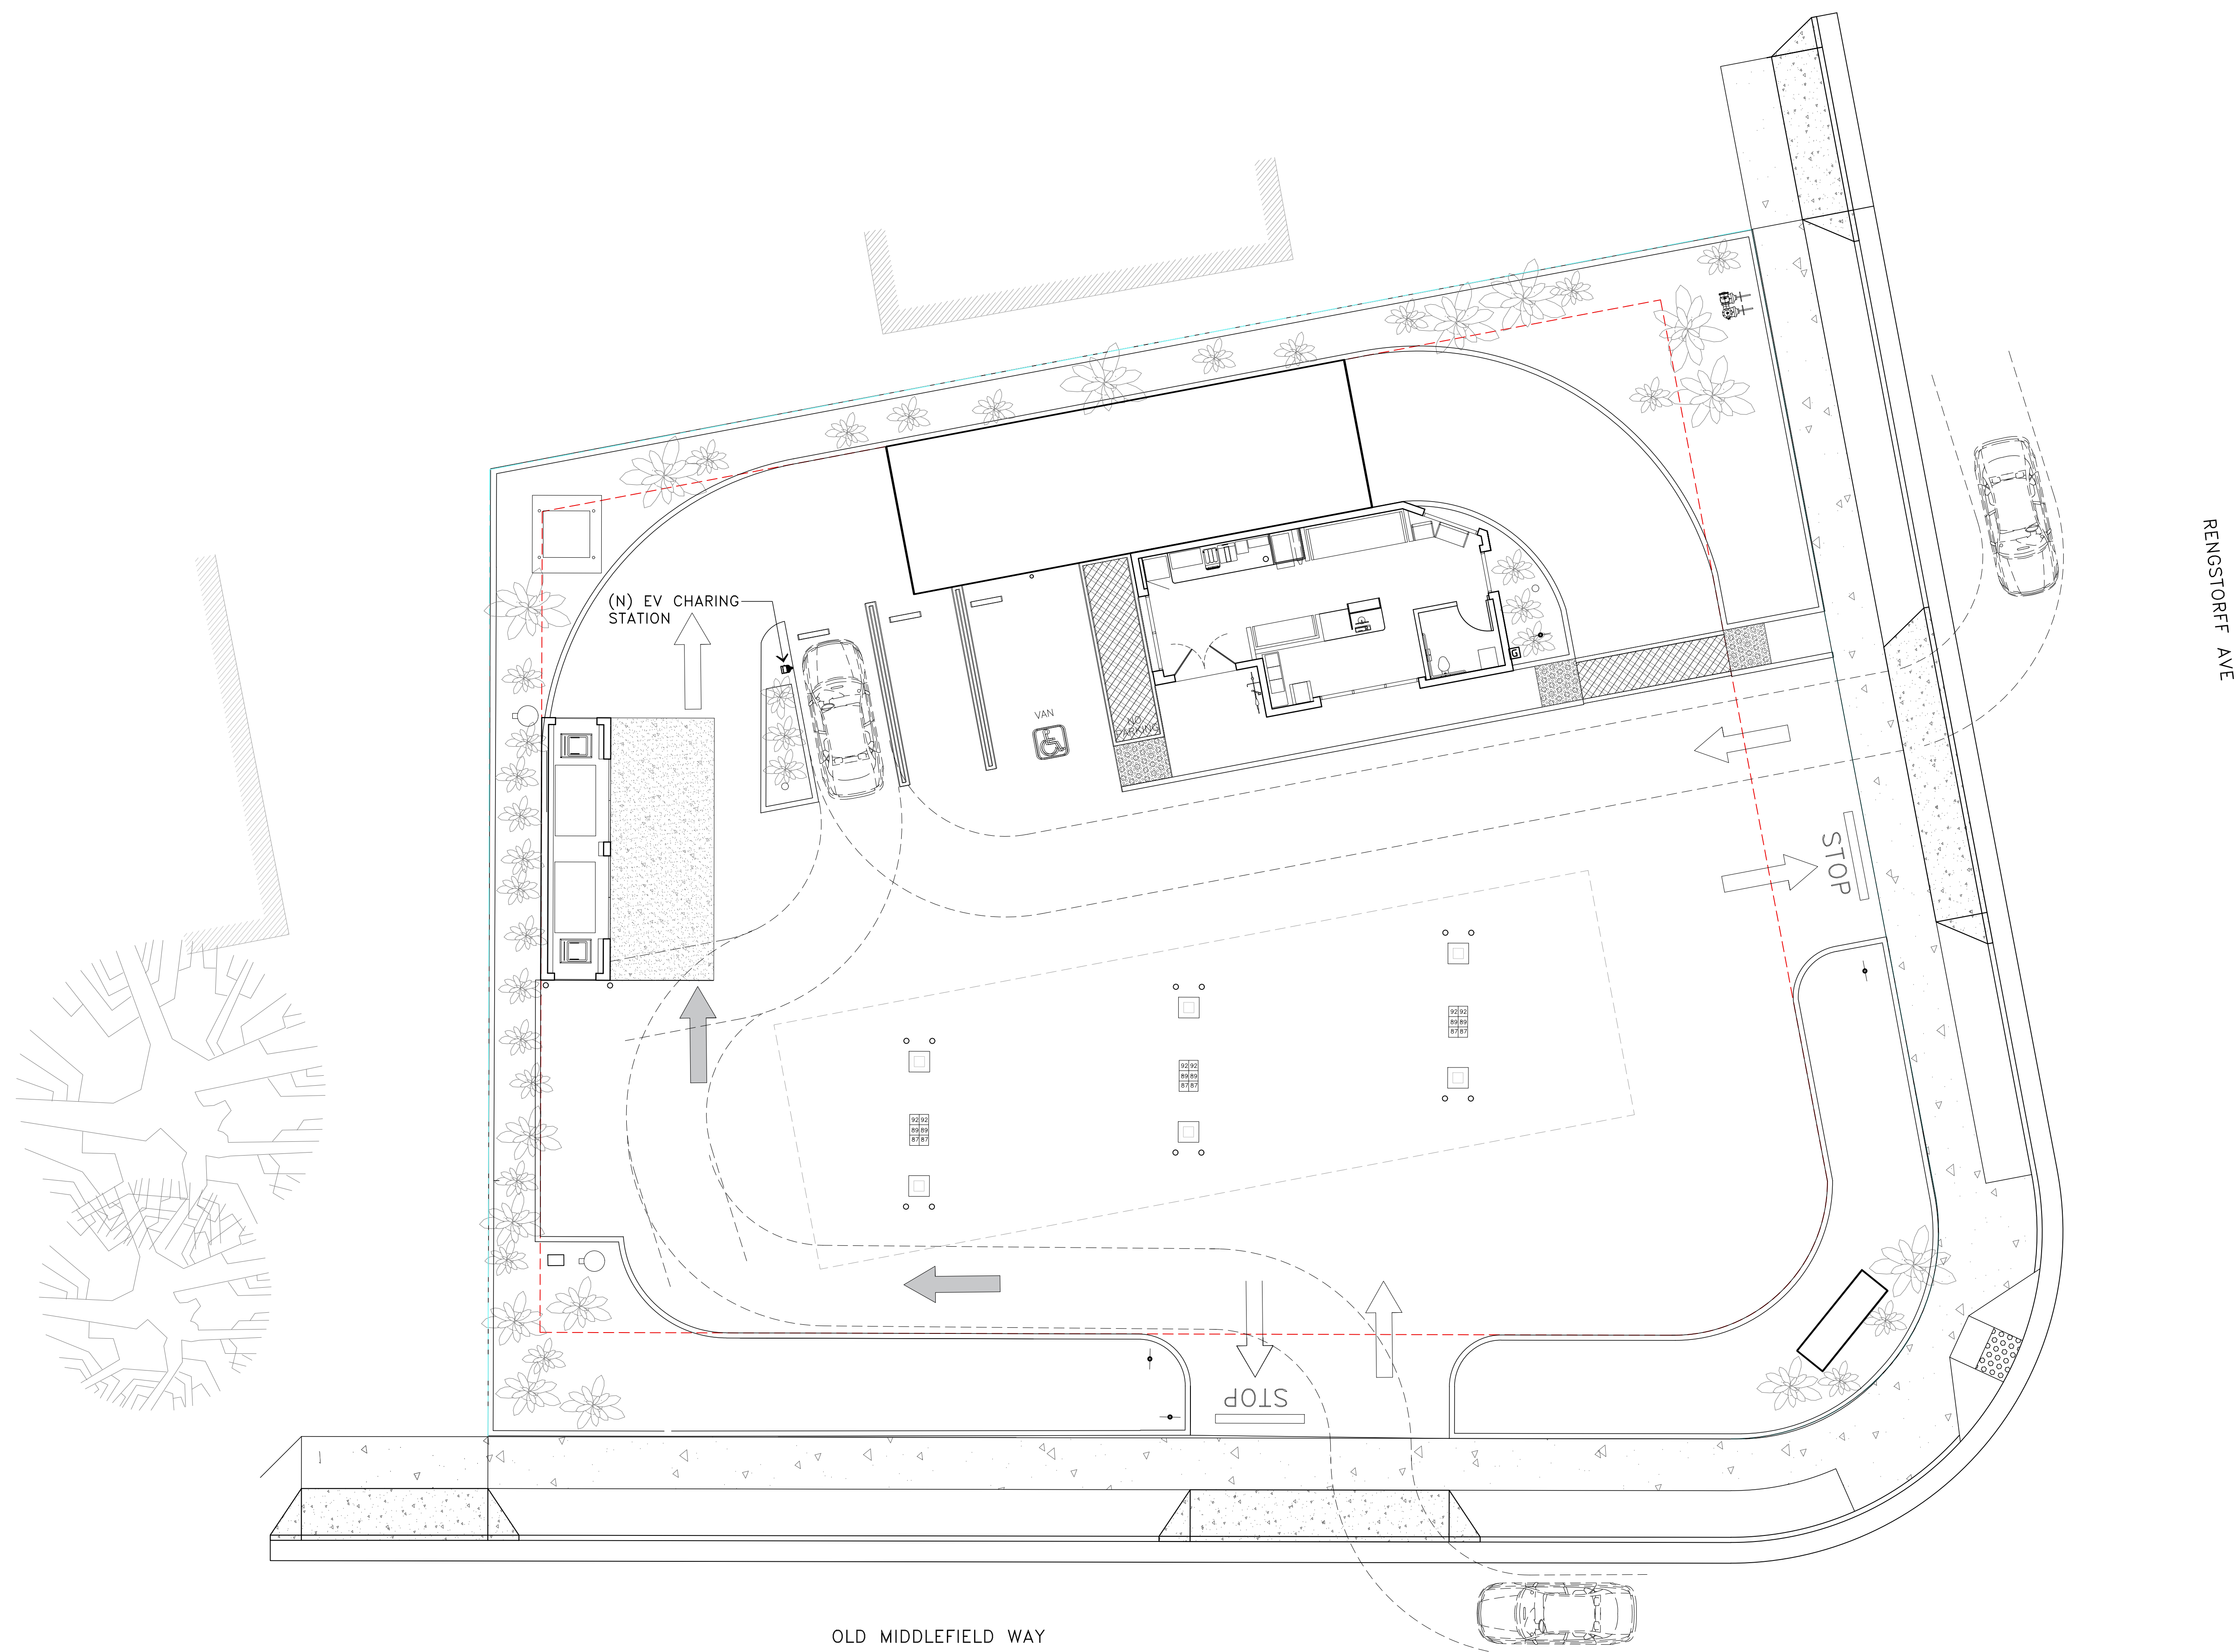 RENGSTORFF AVE
(N) EV CHARING
STATION
VAN
NO
PARKING
G
STOP
92 92
89 89
87 87
92 92
89 89
87 87
92 92
89 89
87 87
STOP
OLD MIDDLEFIELD WAY